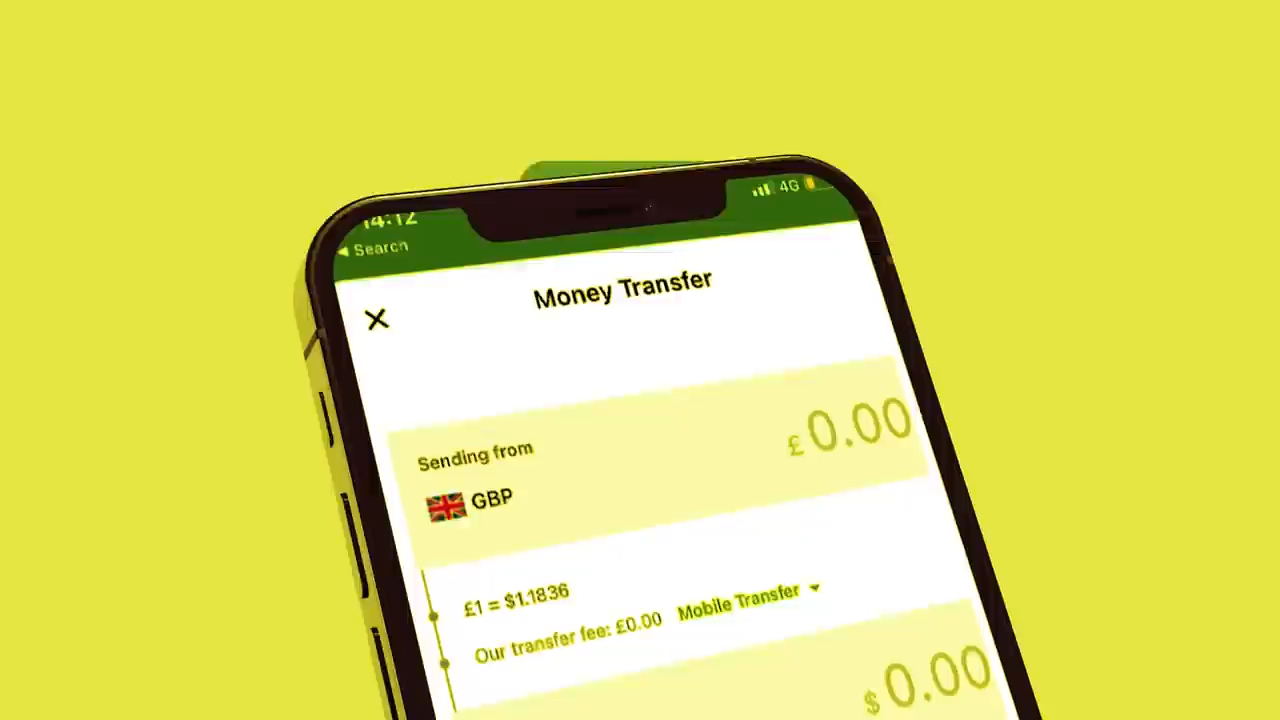 14:12
4G
◀ Search
Money Transfer
£ 0.00
Sending from
GBP
£1 = $1.1836
Our transfer fee: £0.00 Mobile Transfer
$ 0.00